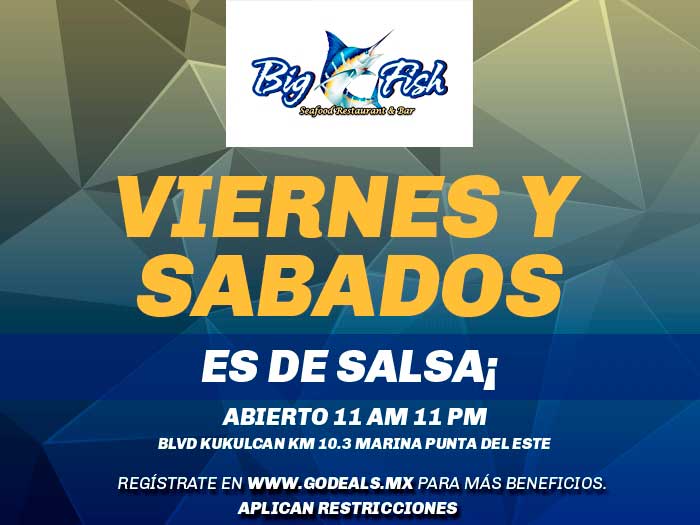 Big Fish
Seafood Restaurant & Bar
VIERNES Y
SABADOS
ES DE SALSA¡
ABIERTO 11 AM 11 PM
BLVD KUKULCAN KM 10.3 MARINA PUNTA DEL ESTE
REGÍSTRATE EN WWW.GODEALS.MX PARA MÁS BENEFICIOS.
APLICAN RESTRICCIONES